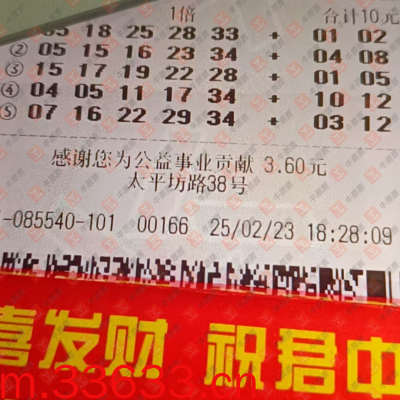 1倍 合计10元
05 18 25 28 33 + 01 02
② 05 15 16 23 34 + 04 08
③ 15 17 19 22 28 + 01 05
④ 04 05 11 17 34 + 10 12
⑤ 07 16 22 29 34 + 03 12
感谢您为公益事业贡献 3.60元
太平坊路38号
-085540-101 00166 25/02/23 18:28:09
喜发财 祝君中
m.33633.cn